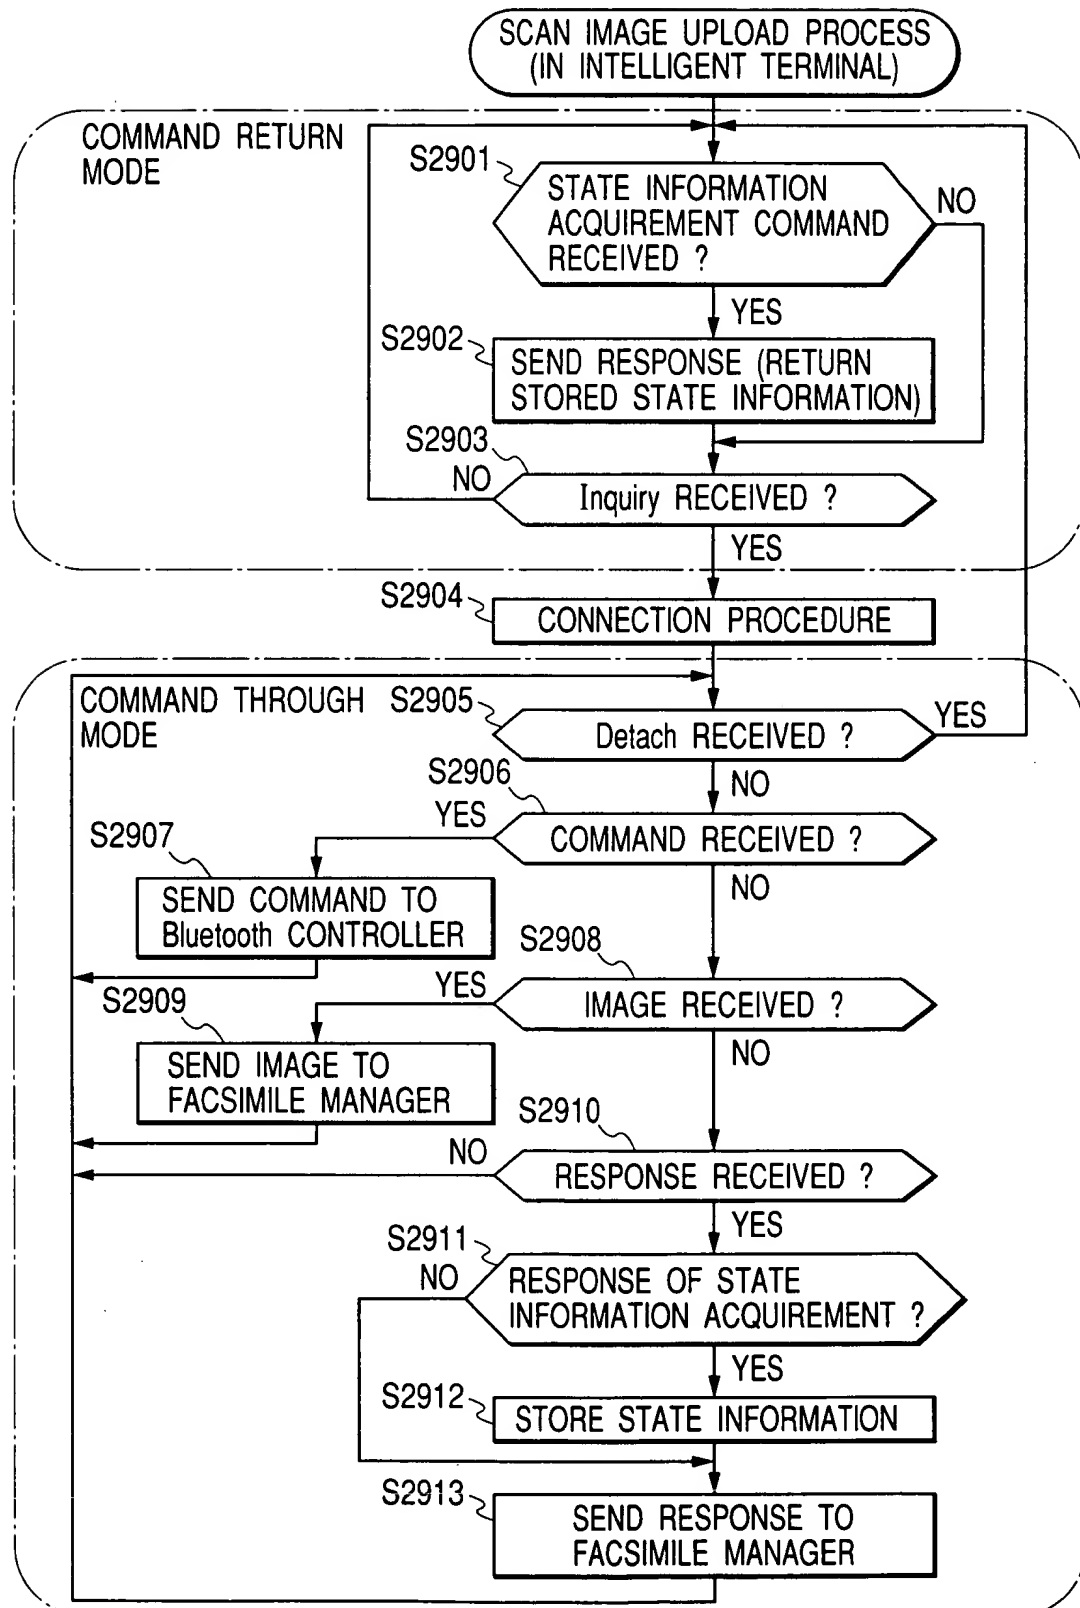 SCAN IMAGE UPLOAD PROCESS
(IN INTELLIGENT TERMINAL)
COMMAND RETURN
MODE
S2901
STATE INFORMATION
ACQUIREMENT COMMAND
RECEIVED ?
NO
YES
S2902
SEND RESPONSE (RETURN
STORED STATE INFORMATION)
S2903
NO
Inquiry RECEIVED ?
YES
S2904
CONNECTION PROCEDURE
COMMAND THROUGH
MODE
S2905
Detach RECEIVED ?
YES
NO
S2906
YES
COMMAND RECEIVED ?
NO
S2907
SEND COMMAND TO
Bluetooth CONTROLLER
S2908
YES
IMAGE RECEIVED ?
NO
S2909
SEND IMAGE TO
FACSIMILE MANAGER
S2910
NO
RESPONSE RECEIVED ?
YES
S2911
NO
RESPONSE OF STATE
INFORMATION ACQUIREMENT ?
YES
S2912
STORE STATE INFORMATION
S2913
SEND RESPONSE TO
FACSIMILE MANAGER